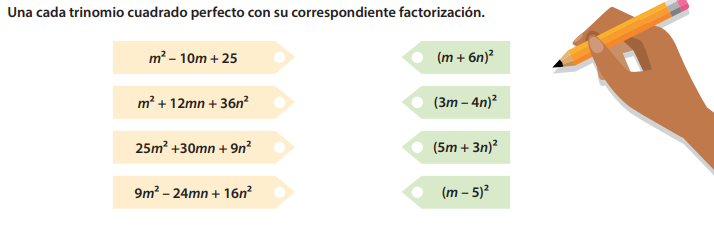 Una cada trinomio cuadrado perfecto con su correspondiente factorización.
m² – 10m + 25
(m + 6n)²
m² + 12mn + 36n²
(3m – 4n)²
25m² +30mn + 9n²
(5m + 3n)²
9m² – 24mn + 16n²
(m – 5)²